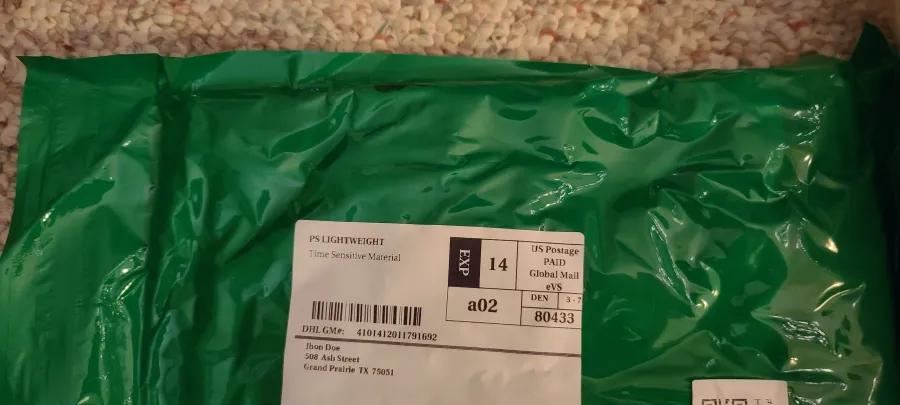 PS LIGHTWEIGHT
Time Sensitive Material
EXP
14
US Postage
PAID
Global Mail
eVS
a02
DEN
3 - 7
80433
DHL GM#: 4101412011791692
Jhon Doe
508 Ash Street
Grand Prairie TX 75051